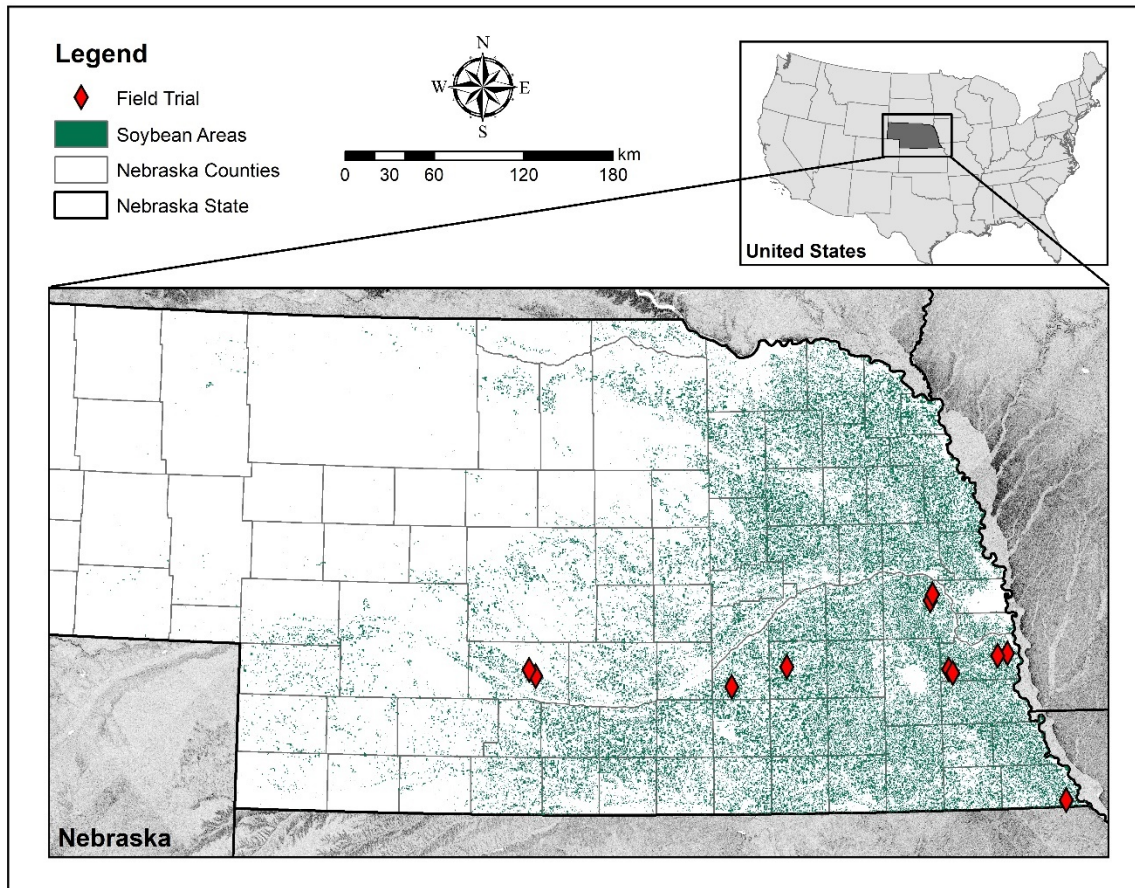 Legend
Field Trial
Soybean Areas
Nebraska Counties
Nebraska State
N
W E
S
km
0 30 60 120 180
United States
Nebraska